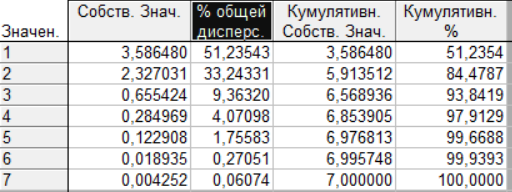 Значен. Собств. Знач. % общей дисперс. Кумулятивн. Собств. Знач. Кумулятивн. %
1 3,586480 51,23543 3,586480 51,2354
2 2,327031 33,24331 5,913512 84,4787
3 0,655424 9,36320 6,568936 93,8419
4 0,284969 4,07098 6,853905 97,9129
5 0,122908 1,75583 6,976813 99,6688
6 0,018935 0,27051 6,995748 99,9393
7 0,004252 0,06074 7,000000 100,0000